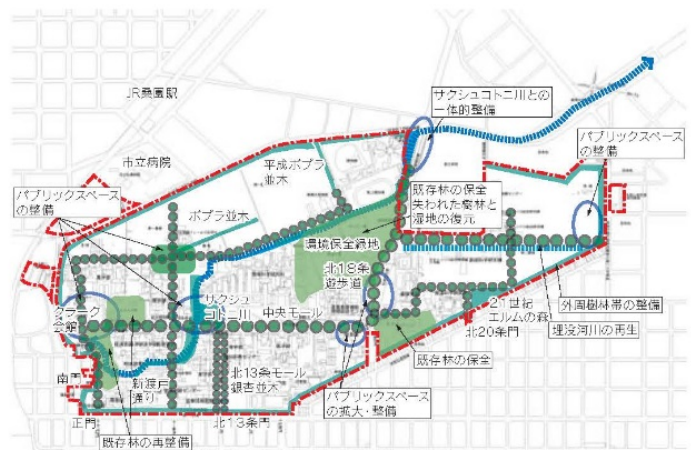 サクシュコトニ川との
一体的整備
JR桑園駅
パブリックスペース
の整備
市立病院
平成ポプラ
並木
既存林の保全
失われた樹林と
湿地の復元
パブリックスペース
の整備
ポプラ並木
環境保全緑地
北18条
遊歩道
クラーク
会館
サクシュ
コトニ川
中央モール
21世紀
エルムの森
外周樹林帯の整備
北20条門
埋没河川の再生
既存林の保全
南門
新渡戸
通り
北13条モール
銀杏並木
パブリックスペース
の拡大・整備
正門
北13条門
既存林の再整備